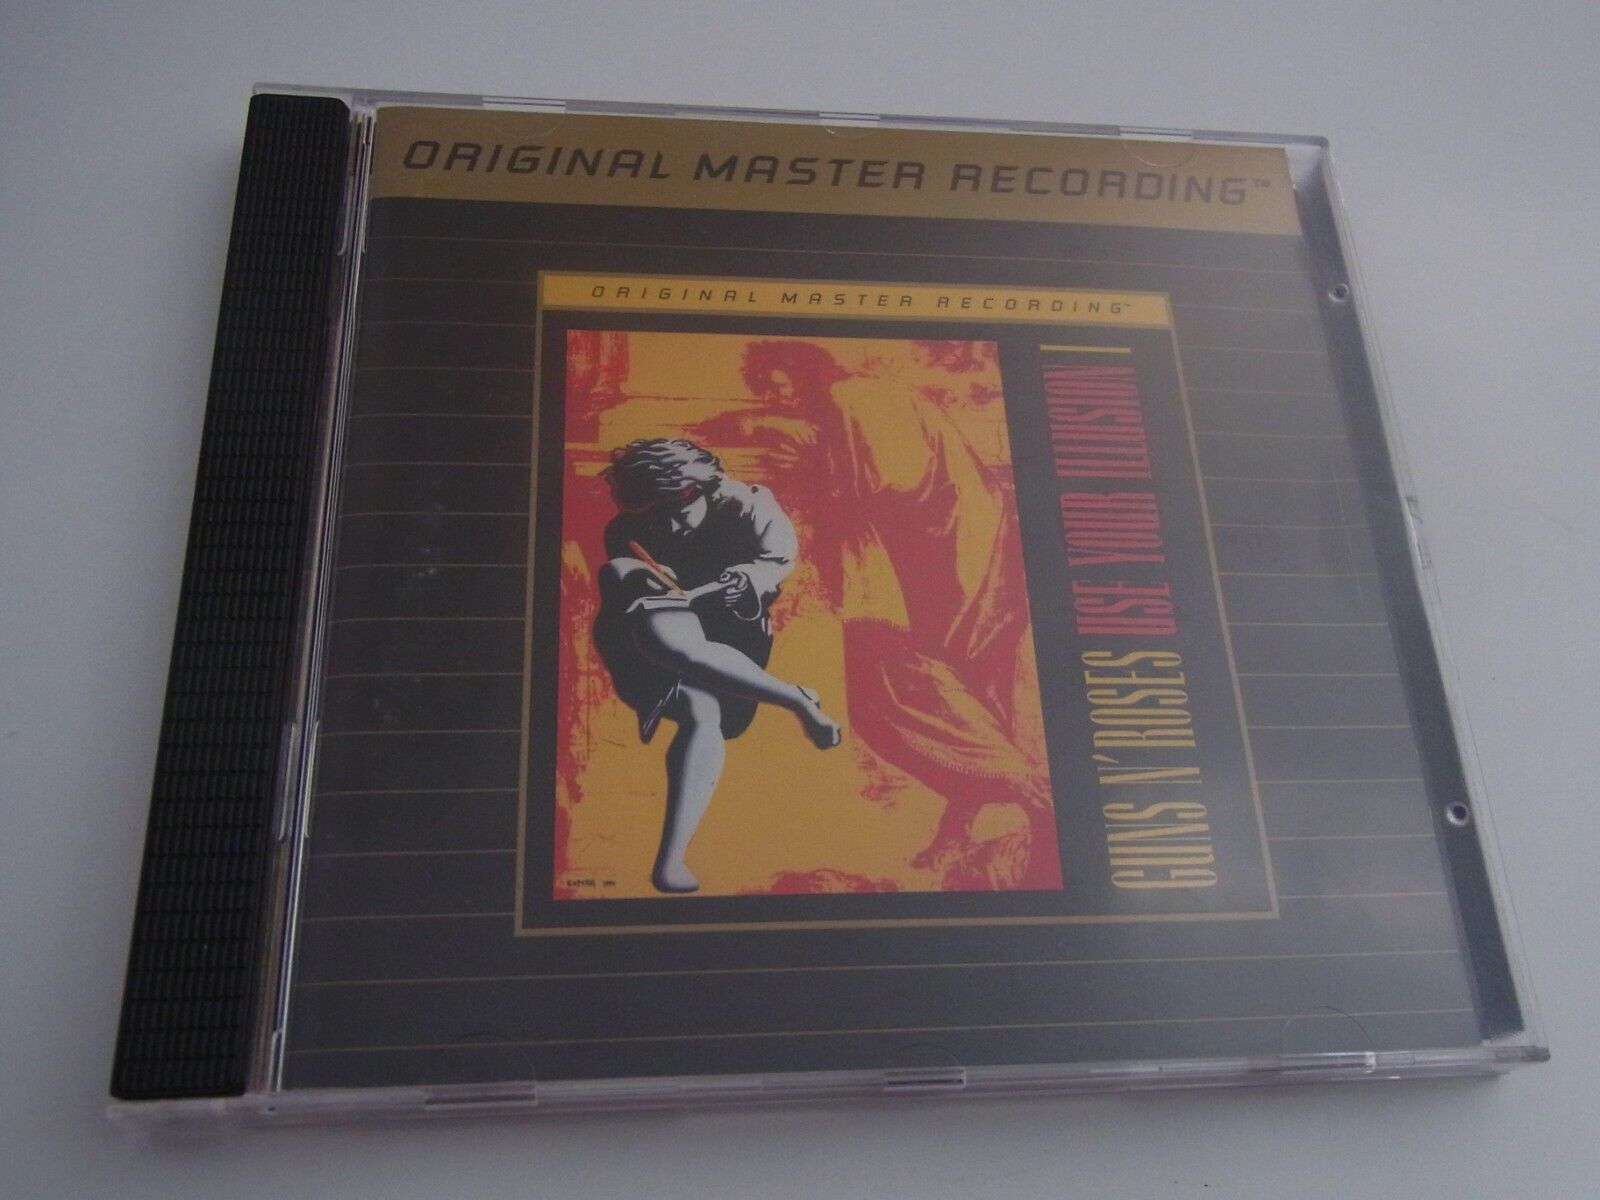 ORIGINAL MASTER RECORDING™
ORIGINAL MASTER RECORDING™
GUNS N' ROSES USE YOUR ILLUSION I